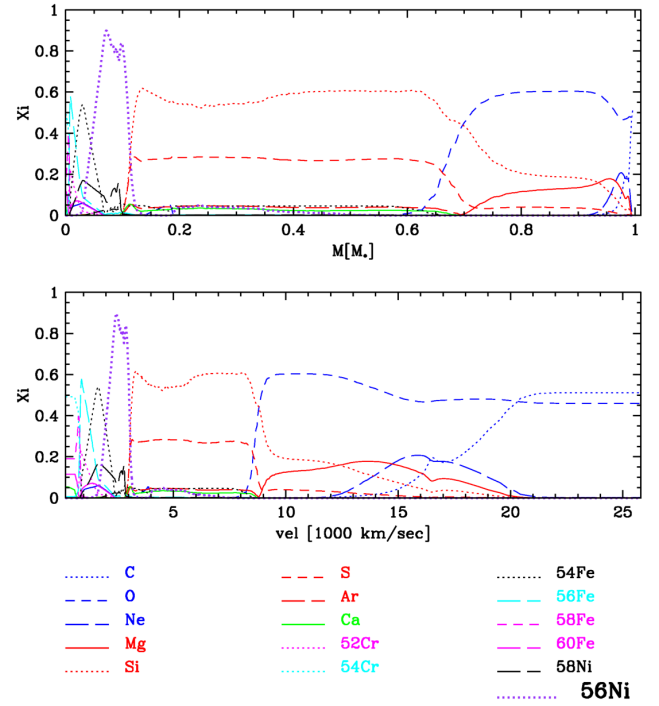 1
0.8
0.6
0.4
0.2
0
Xi
0 0.2 0.4 0.6 0.8 1
M[M*]
1
0.8
0.6
0.4
0.2
0
Xi
5 10 15 20 25
vel [1000 km/sec]
C S 54Fe
O Ar 56Fe
Ne Ca 58Fe
Mg 52Cr 60Fe
Si 54Cr 58Ni
56Ni